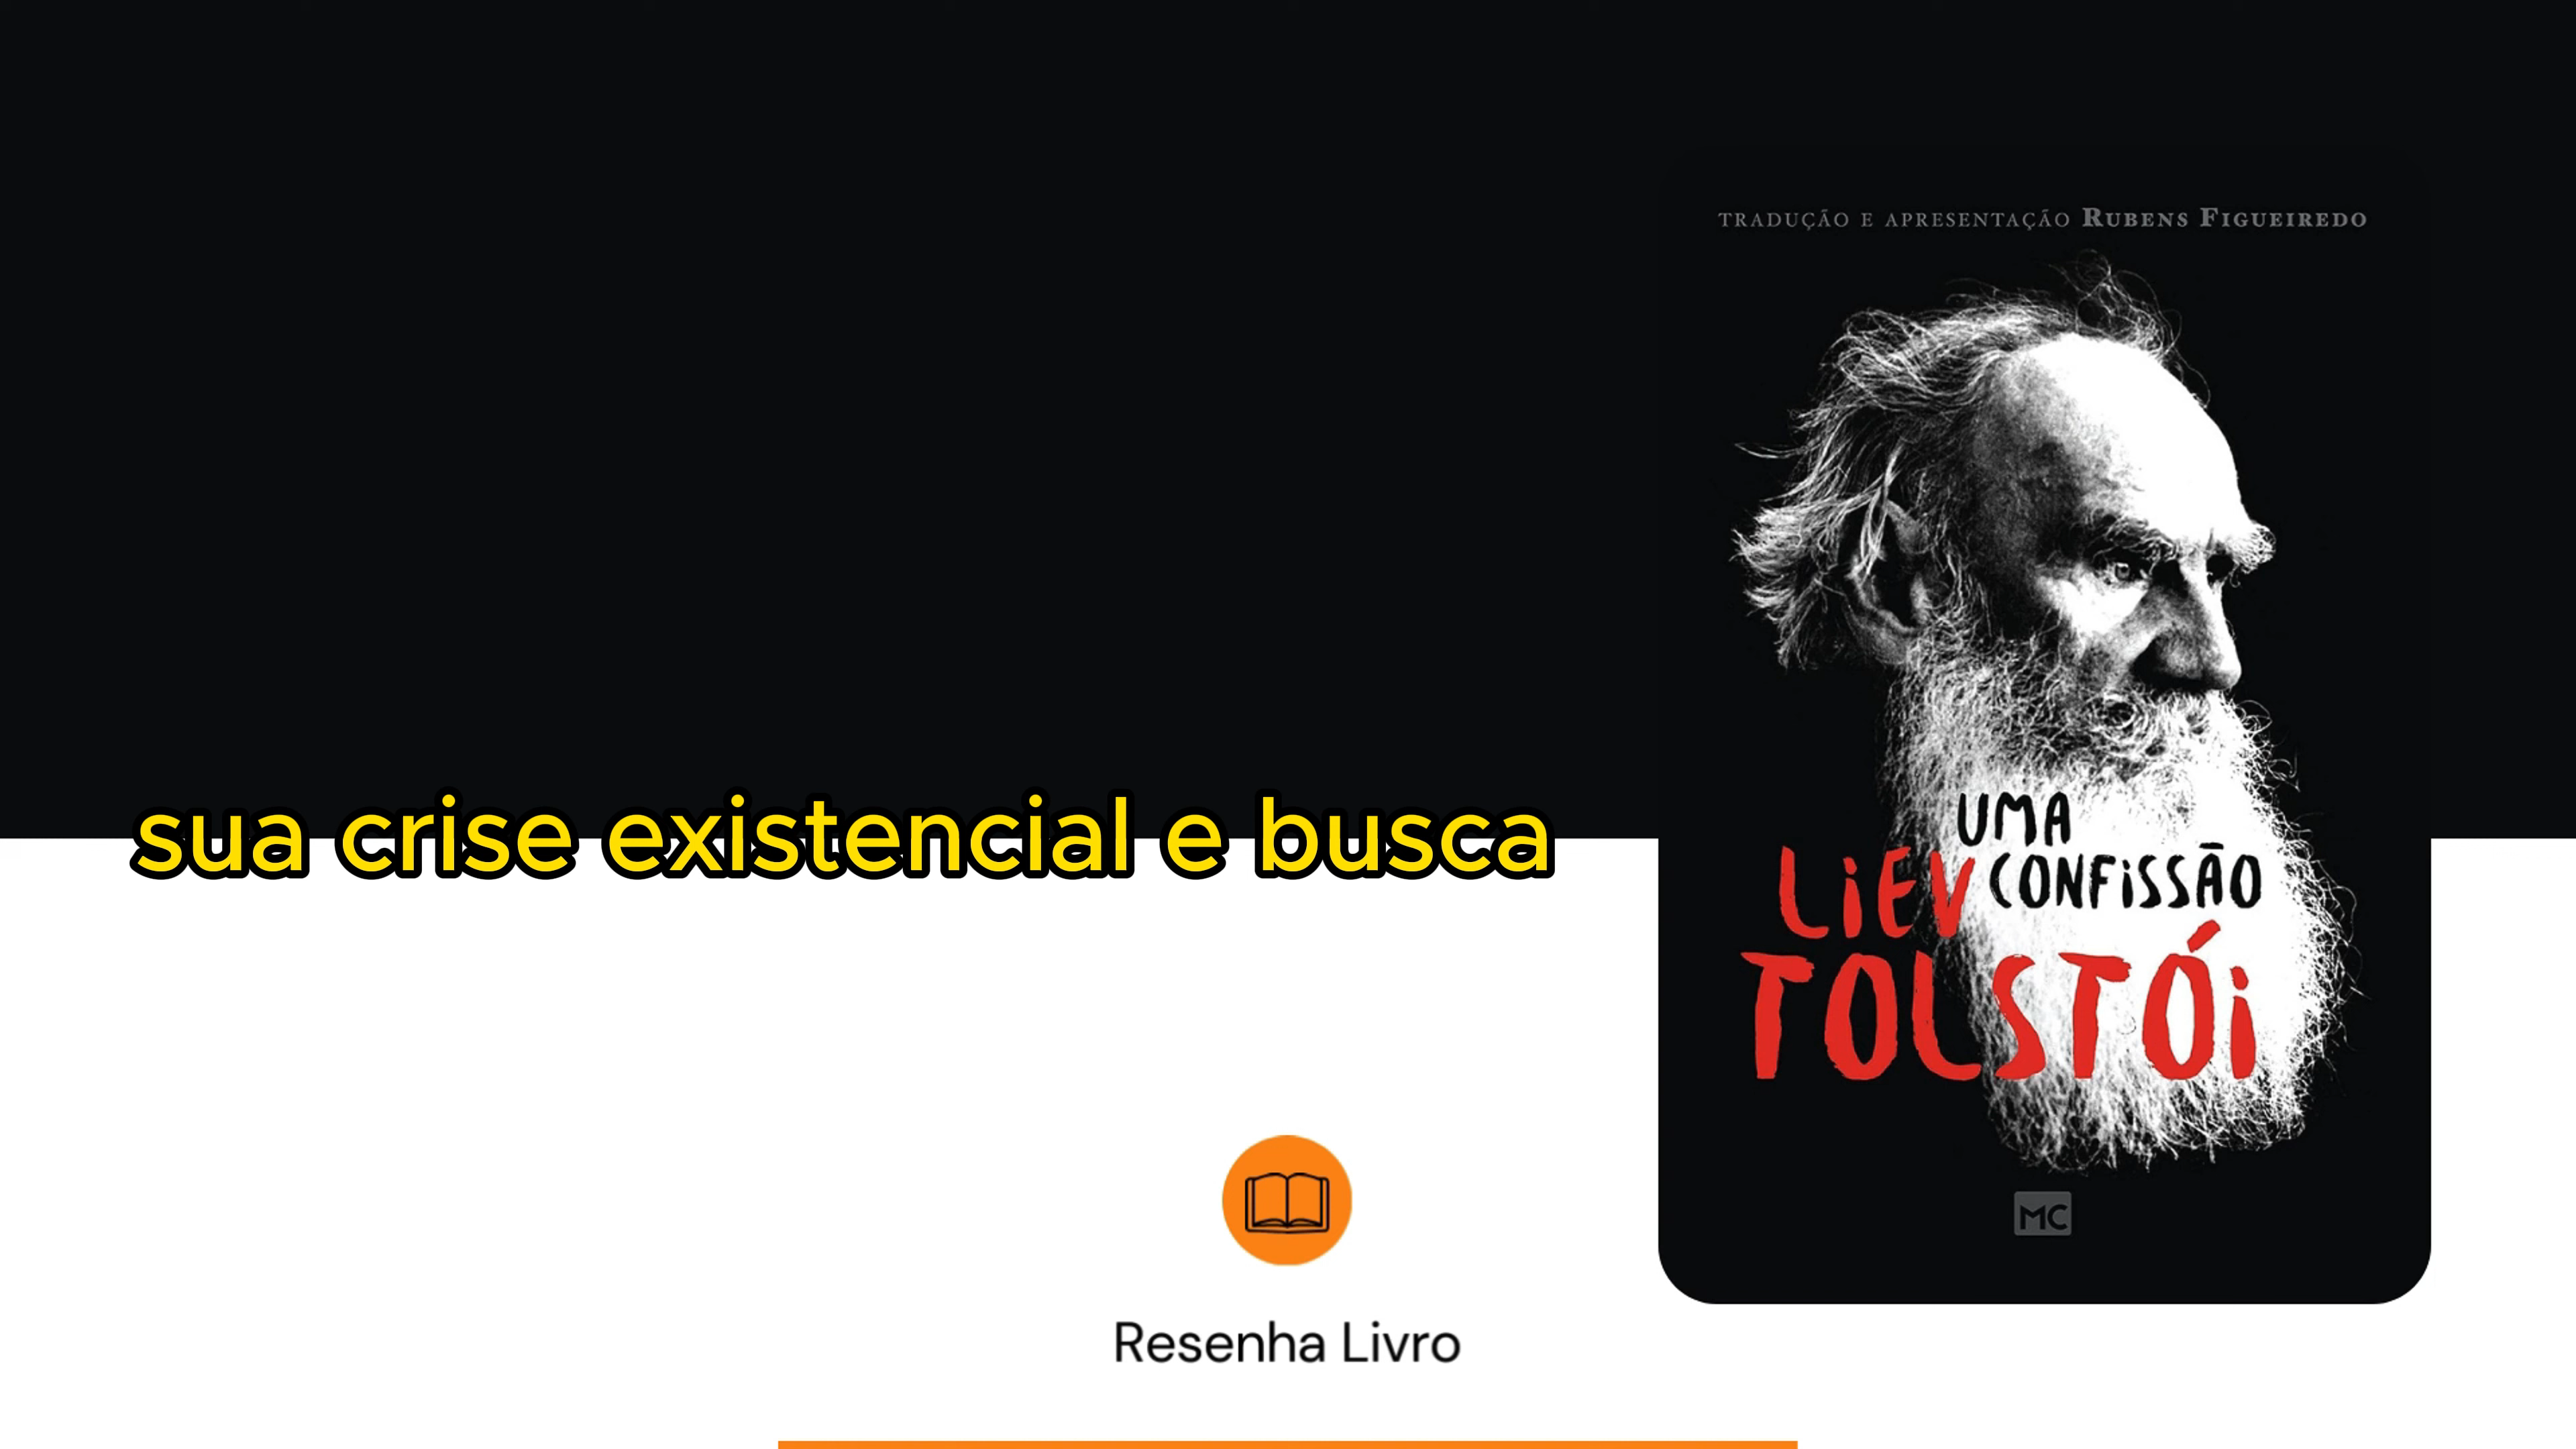 TRADUÇÃO E APRESENTAÇÃO RUBENS FIGUEIREDO
sua crise existencial e busca
UMA
CONFISSÃO
LIEV
TOLSTÓI
MC
Resenha Livro